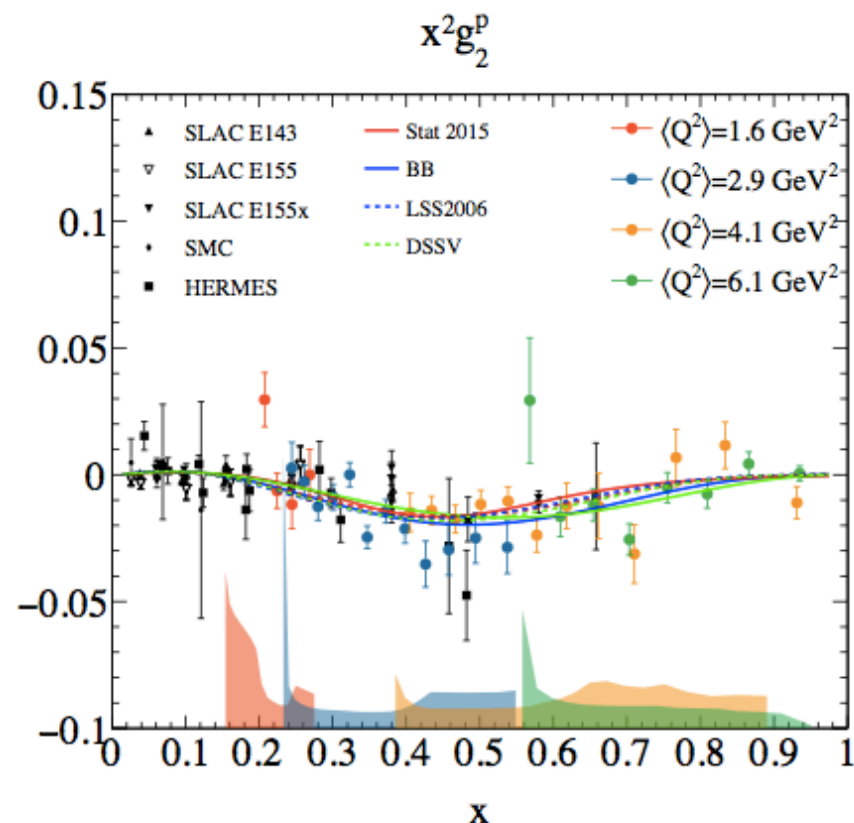 x²g₂ᵖ
0.15
0.1
0.05
0
−0.05
−0.1
SLAC E143
SLAC E155
SLAC E155x
SMC
HERMES
Stat 2015
BB
LSS2006
DSSV
⟨Q²⟩=1.6 GeV²
⟨Q²⟩=2.9 GeV²
⟨Q²⟩=4.1 GeV²
⟨Q²⟩=6.1 GeV²
0 0.1 0.2 0.3 0.4 0.5 0.6 0.7 0.8 0.9 1
x